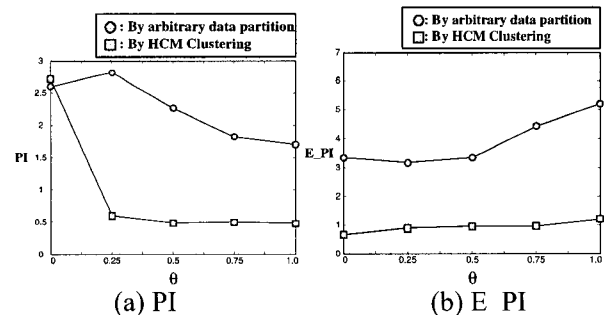 : By arbitrary data partition
: By HCM Clustering
3
2.5
2
PI
1.5
1
0.5
0
0
0.25
0.5
0.75
1.0
θ
(a) PI
: By arbitrary data partition
: By HCM Clustering
7
6
5
4
E_PI
3
2
1
0
0
0.25
0.5
0.75
1.0
θ
(b) E_PI